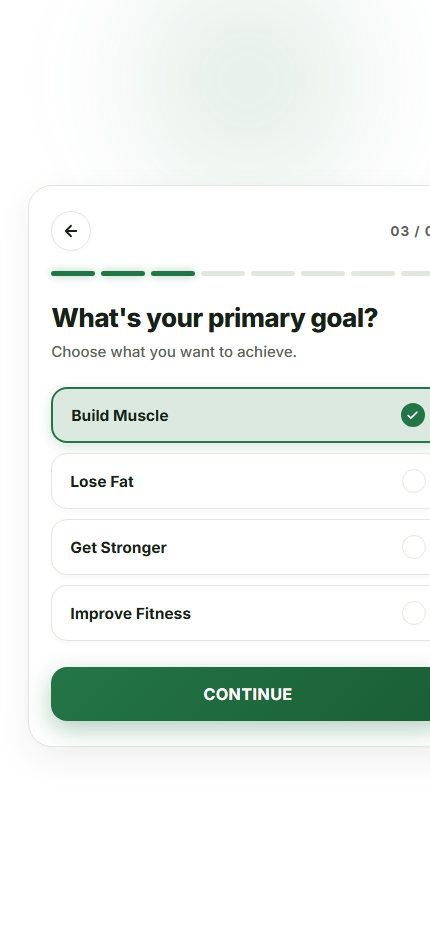 03 / 0
What's your primary goal?
Choose what you want to achieve.
Build Muscle
Lose Fat
Get Stronger
Improve Fitness
CONTINUE